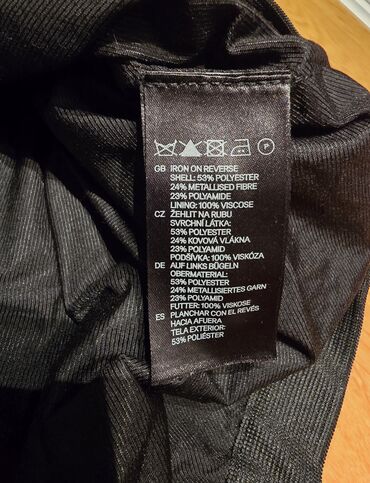 GB IRON ON REVERSE
SHELL: 53% POLYESTER
24% METALLISED FIBRE
23% POLYAMIDE
LINING: 100% VISCOSE
CZ ŽEHLIT NA RUBU
SVRCHNÍ LÁTKA:
53% POLYESTER
24% KOVOVÁ VLÁKNA
23% POLYAMID
PODŠÍVKA: 100% VISKÓZA
DE AUF LINKS BÜGELN
OBERMATERIAL:
53% POLYESTER
24% METALLISIERTES GARN
23% POLYAMID
FUTTER: 100% VISKOSE
ES PLANCHAR CON EL REVÉS
HACIA AFUERA
TELA EXTERIOR:
53% POLIÉSTER